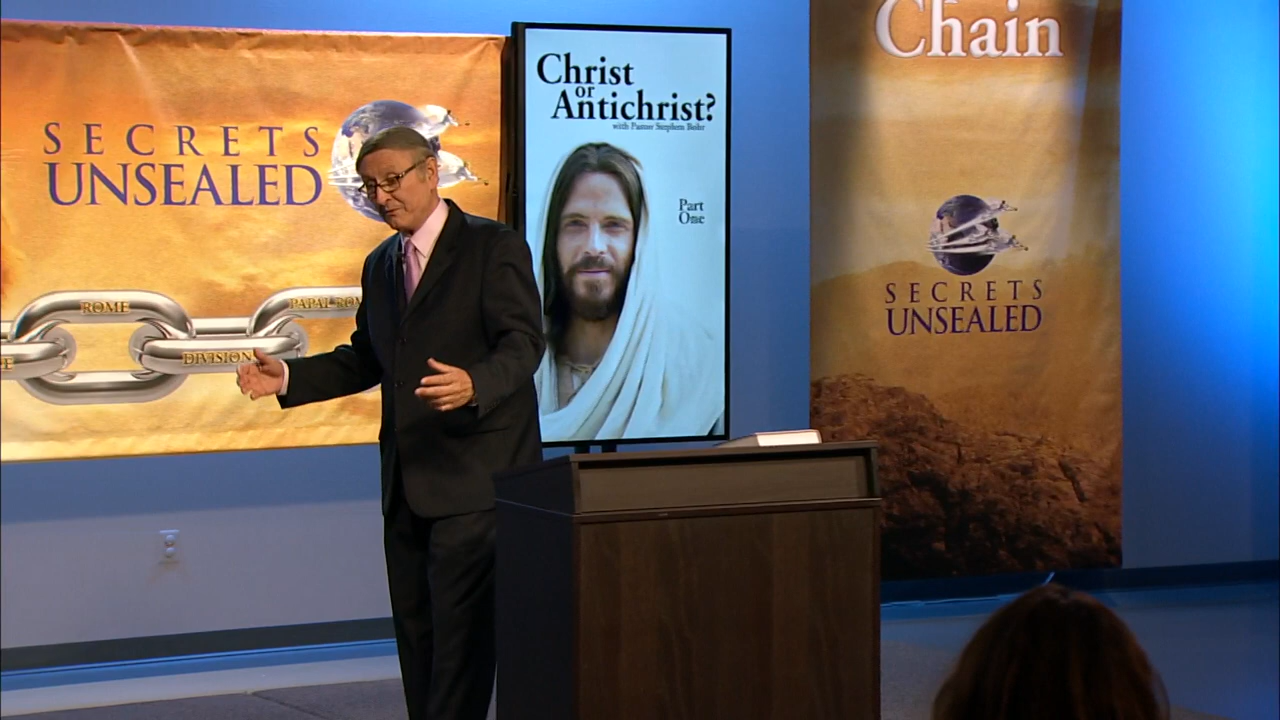 SECRETS
UNSEALED
ROME
PAPAL ROM
DIVISION
E
Christ
or
Antichrist?
with Pastor Stephen Bohr
Part
One
Chain
SECRETS
UNSEALED